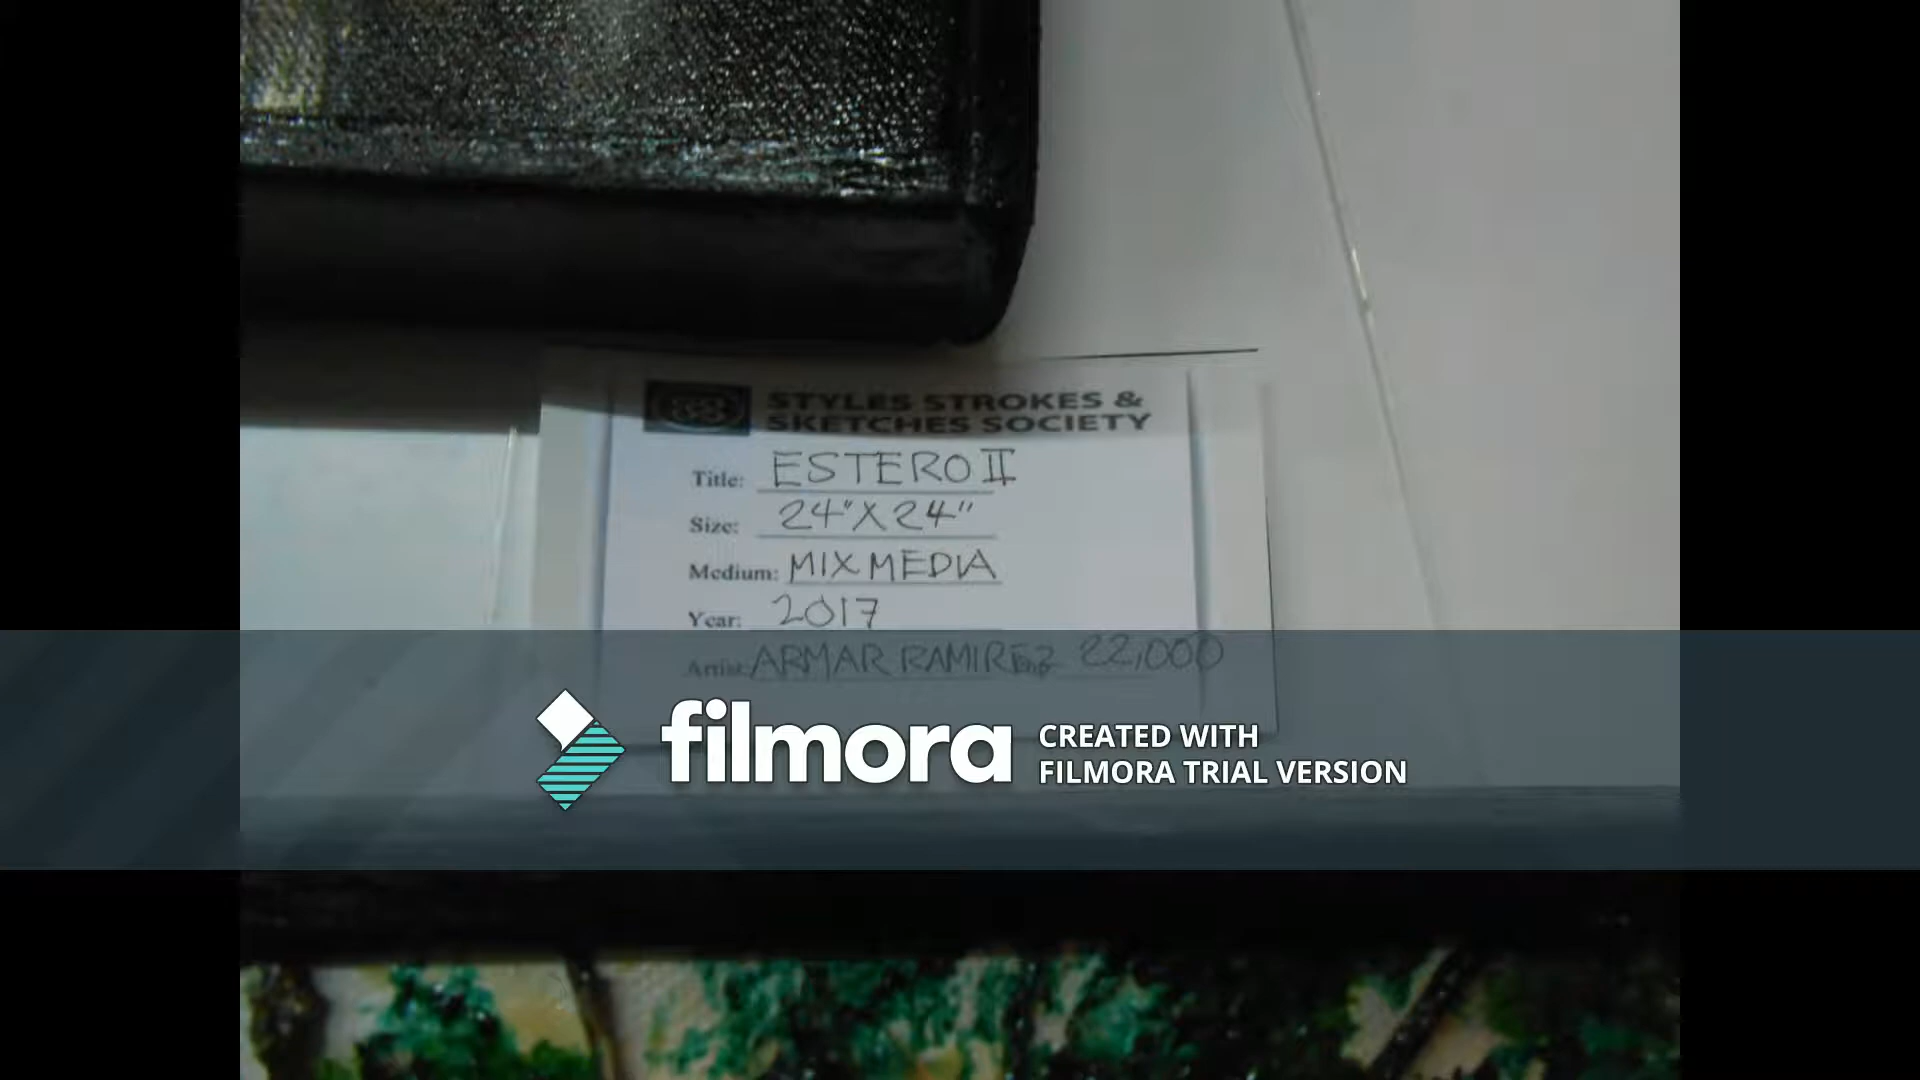 STYLES STROKES &
SKETCHES SOCIETY
Title: ESTERO II
Size: 24"X24"
Medium: MIX MEDIA
Year: 2017
Artist: ARMAR RAMIREZ 22,000
filmora
CREATED WITH
FILMORA TRIAL VERSION